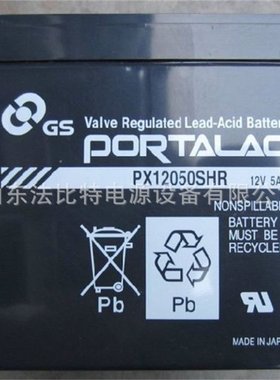 GS
Valve Regulated Lead-Acid Batter
PORTALAC
PX12050SHR 12V 5A
东法比特电源设备有限公司
NONSPILLABLE
BATTERY
MUST BE
RECYCLE
Pb
Pb
MADE IN JAP